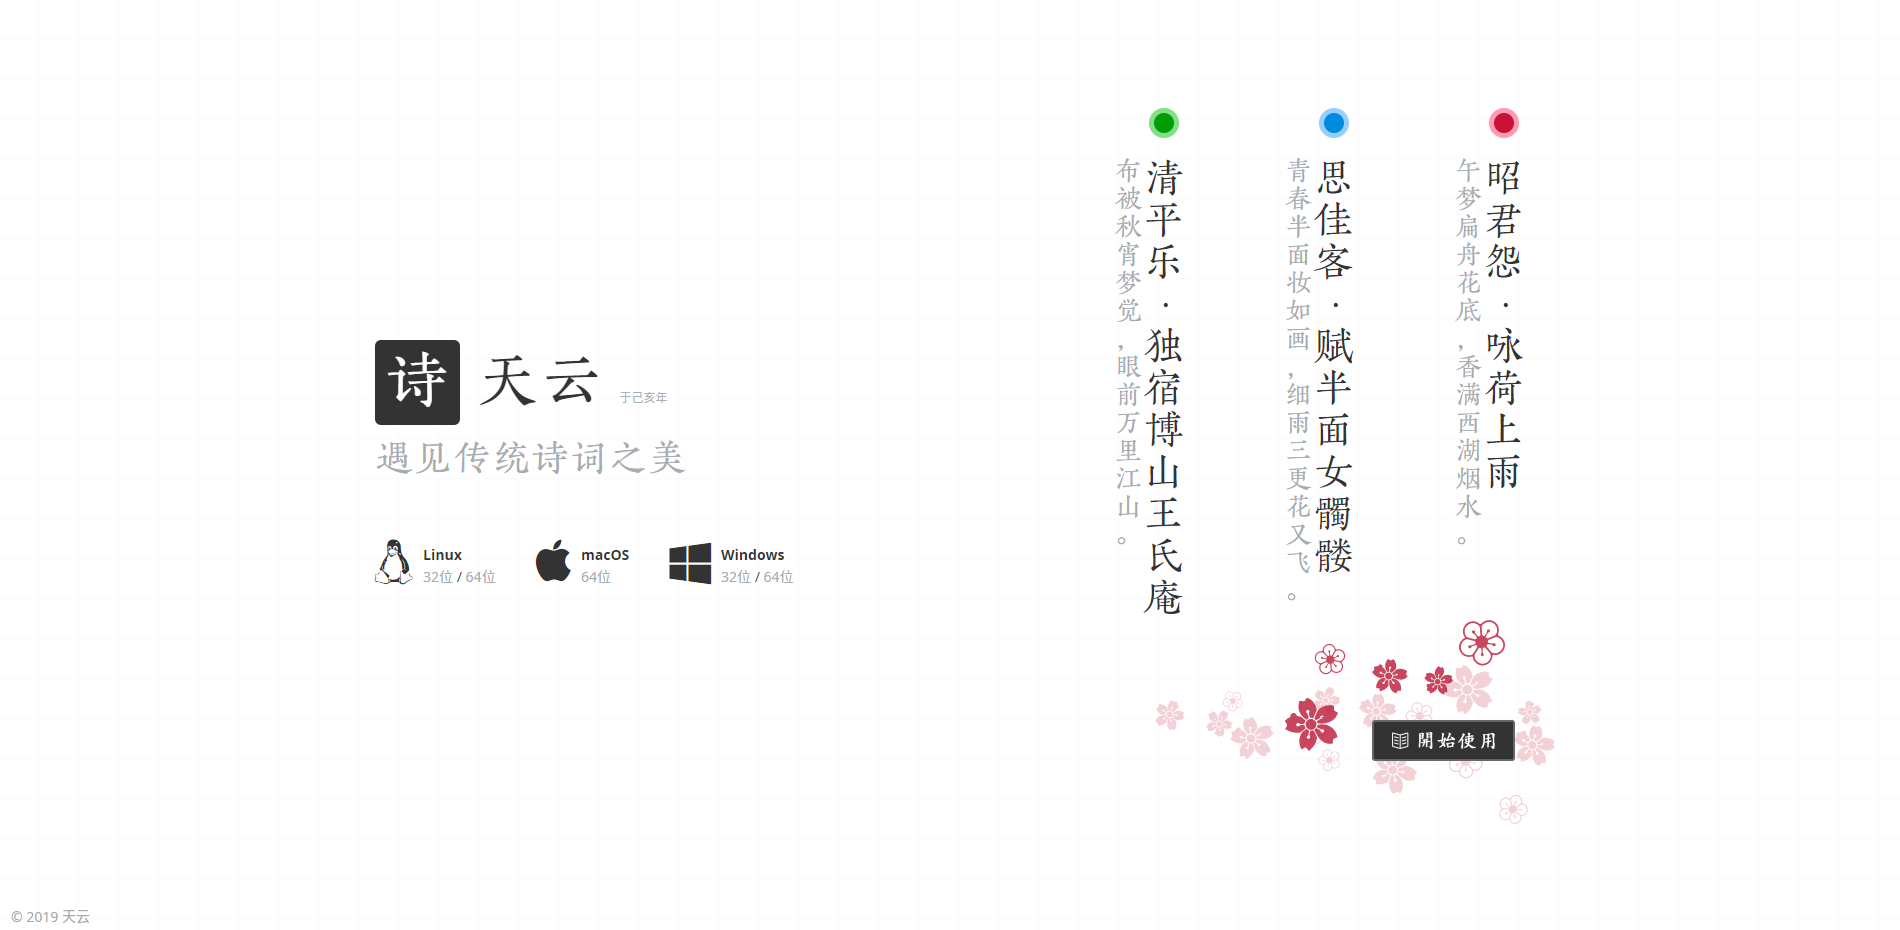 诗
天云
于己亥年
遇见传统诗词之美
Linux
32位 / 64位
macOS
64位
Windows
32位 / 64位
昭君怨·咏荷上雨
午梦扁舟花底，香满西湖烟水。
思佳客·赋半面女髑髅
青春半面妆如画，细雨三更花又飞。
清平乐·独宿博山王氏庵
布被秋宵梦觉，眼前万里江山。
開始使用
© 2019 天云